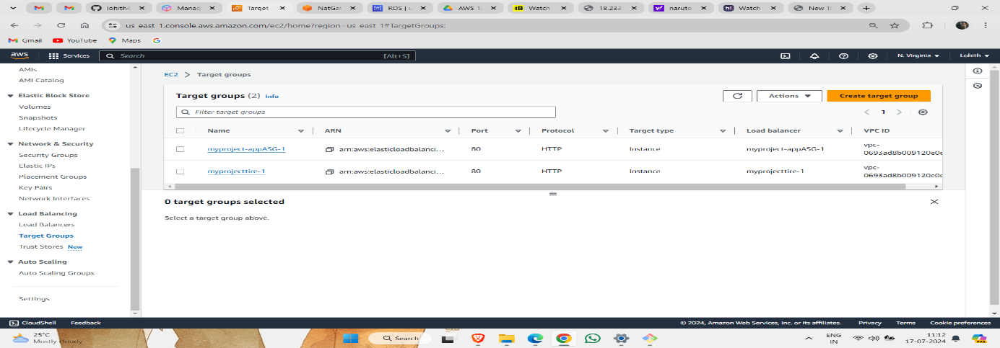 lohith4
Manag
Target
NatGat
RDS | u
AWS 1.
Watch
18.233.
naruto
Watch
New Ta
us east 1.console.aws.amazon.com/ec2/home?region=us east 1#TargetGroups:
Gmail
YouTube
Maps
aws
Services
Search
[Alt+S]
N. Virginia
Lohith
AMIs
AMI Catalog
Elastic Block Store
Volumes
Snapshots
Lifecycle Manager
Network & Security
Security Groups
Elastic IPs
Placement Groups
Key Pairs
Network Interfaces
Load Balancing
Load Balancers
Target Groups
Trust Stores New
Auto Scaling
Auto Scaling Groups
Settings
EC2 > Target groups
Target groups (2) Info
Actions
Create target group
Filter target groups
1
Name ARN Port Protocol Target type Load balancer VPC ID
myproject-appASG-1 arn:aws:elasticloadbalanci... 80 HTTP Instance myproject-appASG-1 vpc-
0693ad8b009120e0e
myprojecttire-1 arn:aws:elasticloadbalanci... 80 HTTP Instance myprojecttire-1 vpc-
0693ad8b009120e0e
0 target groups selected
Select a target group above.
CloudShell Feedback
© 2024, Amazon Web Services, Inc. or its affiliates. Privacy Terms Cookie preferences
25°C
Mostly cloudy
Search
ENG
IN
11:12
17-07-2024